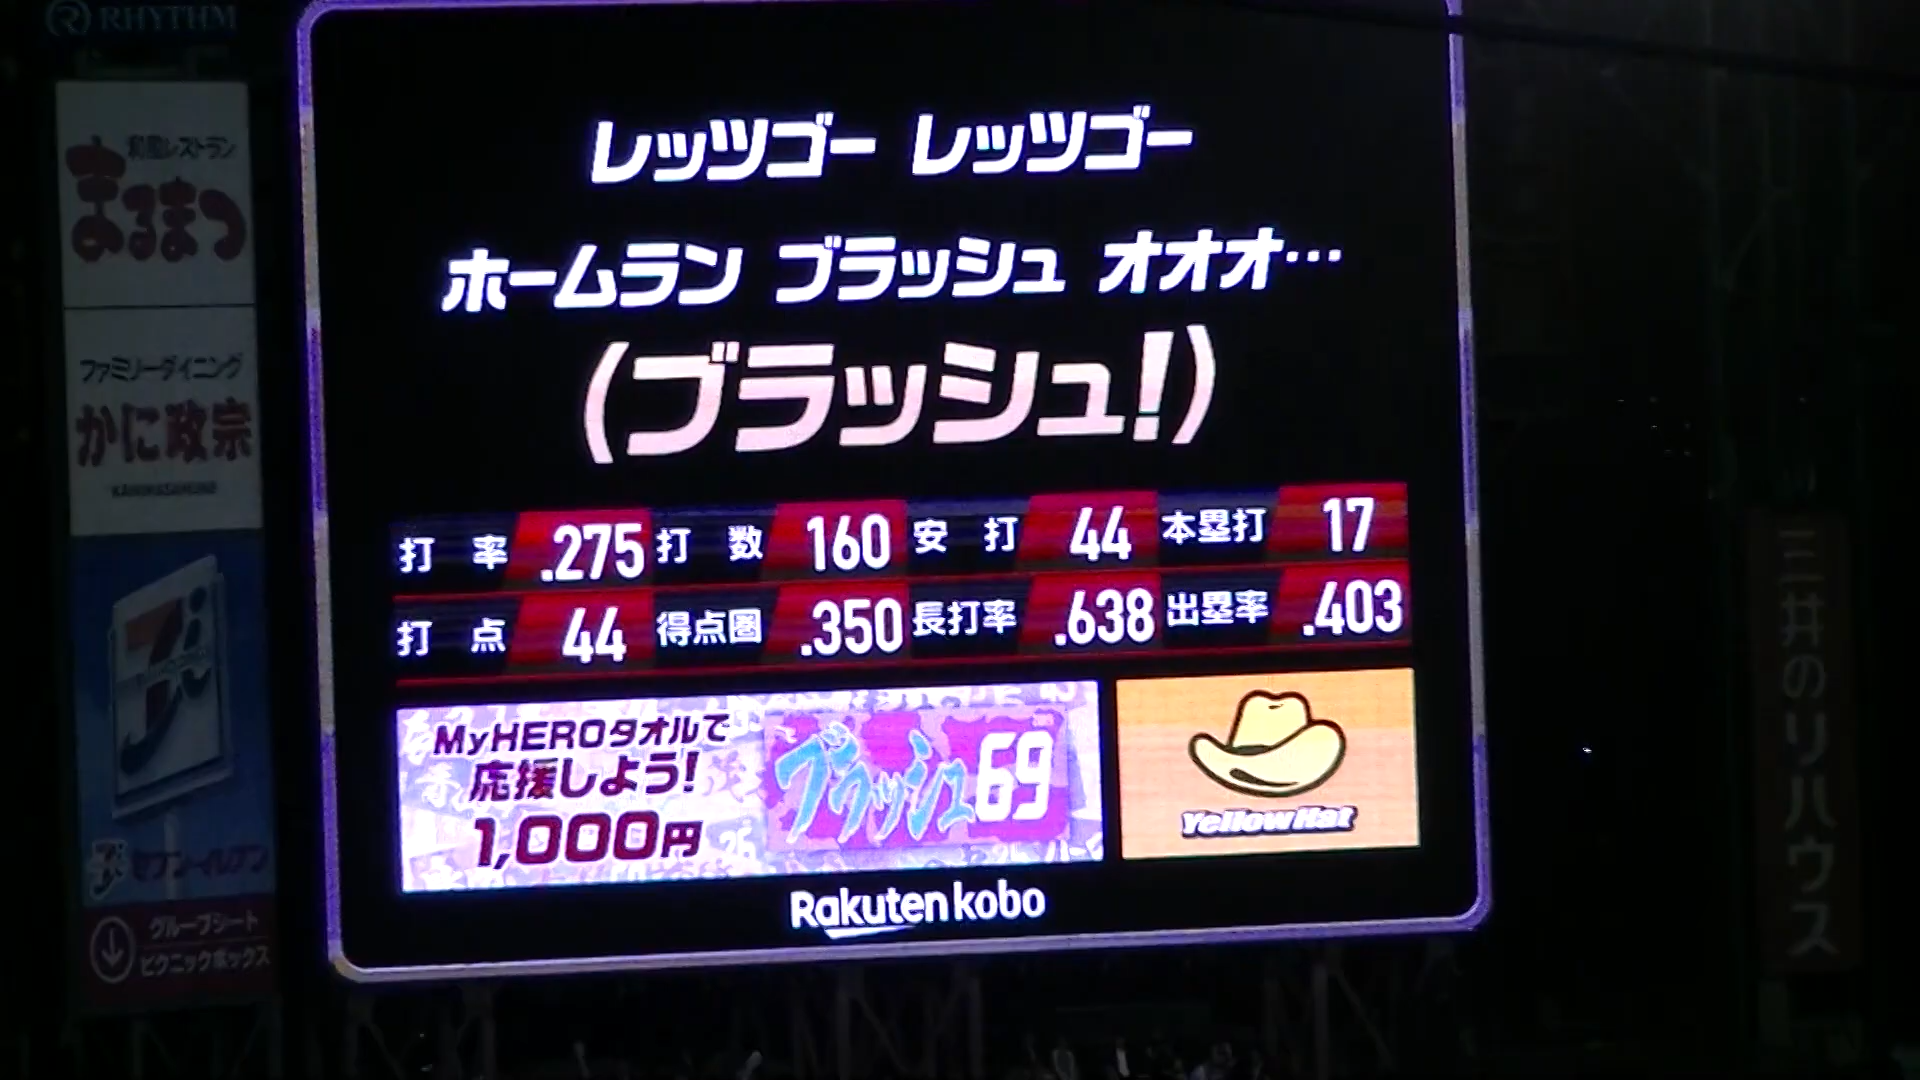 RHYTHM
和風レストラン
まるまつ
ファミリーダイニング
かに政宗
KANIMASAMUNE
セブン-イレブン
グループシート
ピクニックボックス
レッツゴー レッツゴー
ホームラン ブラッシュ オオオ…
(ブラッシュ!)
打率 .275 打数 160 安打 44 本塁打 17
打点 44 得点圏 .350 長打率 .638 出塁率 .403
MyHEROタオルで
応援しよう!
1,000円
ブラッシュ69
YellowHat
Rakuten kobo
三井のリハウス